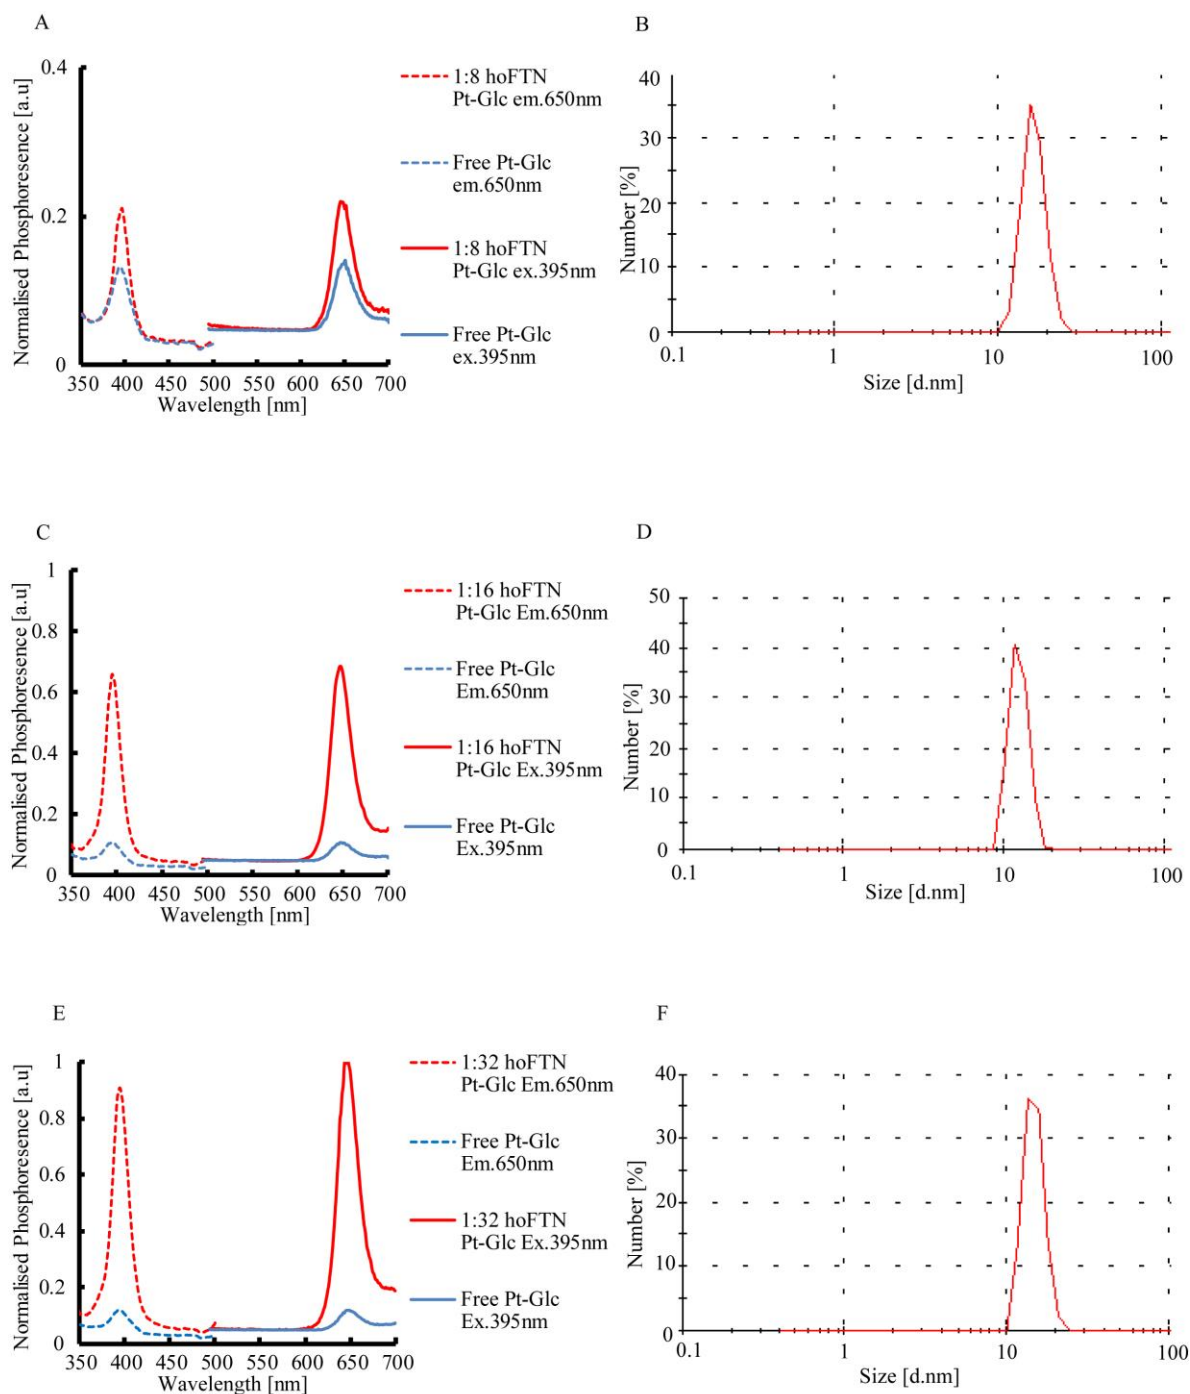 A
Normalised Phosphoresence [a.u]
0.4
0.2
0
350 400 450 500 550 600 650 700
Wavelength [nm]
1:8 hoFTN
Pt-Glc em.650nm
Free Pt-Glc
em.650nm
1:8 hoFTN
Pt-Glc ex.395nm
Free Pt-Glc
ex.395nm
B
Number [%]
40
30
20
10
0
0.1 1 10 100
Size [d.nm]
C
Normalised Phosphoresence [a.u]
1
0.8
0.6
0.4
0.2
0
350 400 450 500 550 600 650 700
Wavelength [nm]
1:16 hoFTN
Pt-Glc Em.650nm
Free Pt-Glc
Em.650nm
1:16 hoFTN
Pt-Glc Ex.395nm
Free Pt-Glc
Ex.395nm
D
Number [%]
50
40
30
20
10
0
0.1 1 10 100
Size [d.nm]
E
Normalised Phosphoresence [a.u]
1
0.8
0.6
0.4
0.2
0
350 400 450 500 550 600 650 700
Wavelength [nm]
1:32 hoFTN
Pt-Glc Em.650nm
Free Pt-Glc
Em.650nm
1:32 hoFTN
Pt-Glc Ex.395nm
Free Pt-Glc
Ex.395nm
F
Number [%]
40
30
20
10
0
0.1 1 10 100
Size [d.nm]